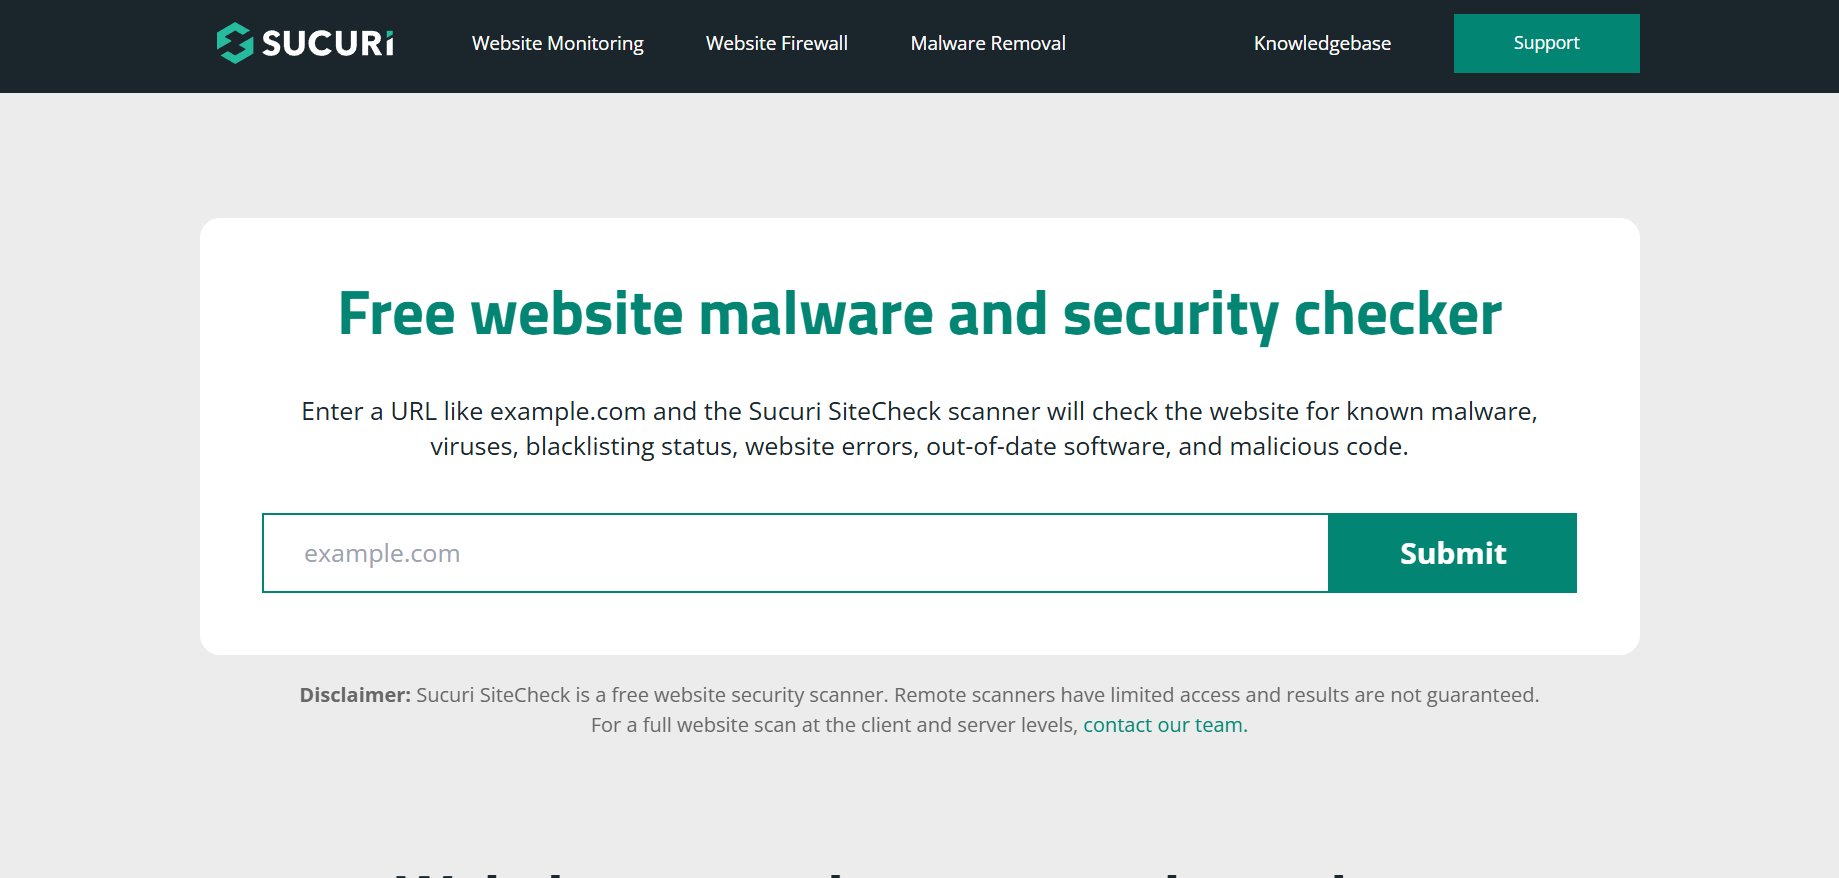 SUCURi
Website Monitoring
Website Firewall
Malware Removal
Knowledgebase
Support
Free website malware and security checker
Enter a URL like example.com and the Sucuri SiteCheck scanner will check the website for known malware,
viruses, blacklisting status, website errors, out-of-date software, and malicious code.
example.com
Submit
Disclaimer: Sucuri SiteCheck is a free website security scanner. Remote scanners have limited access and results are not guaranteed.
For a full website scan at the client and server levels, contact our team.